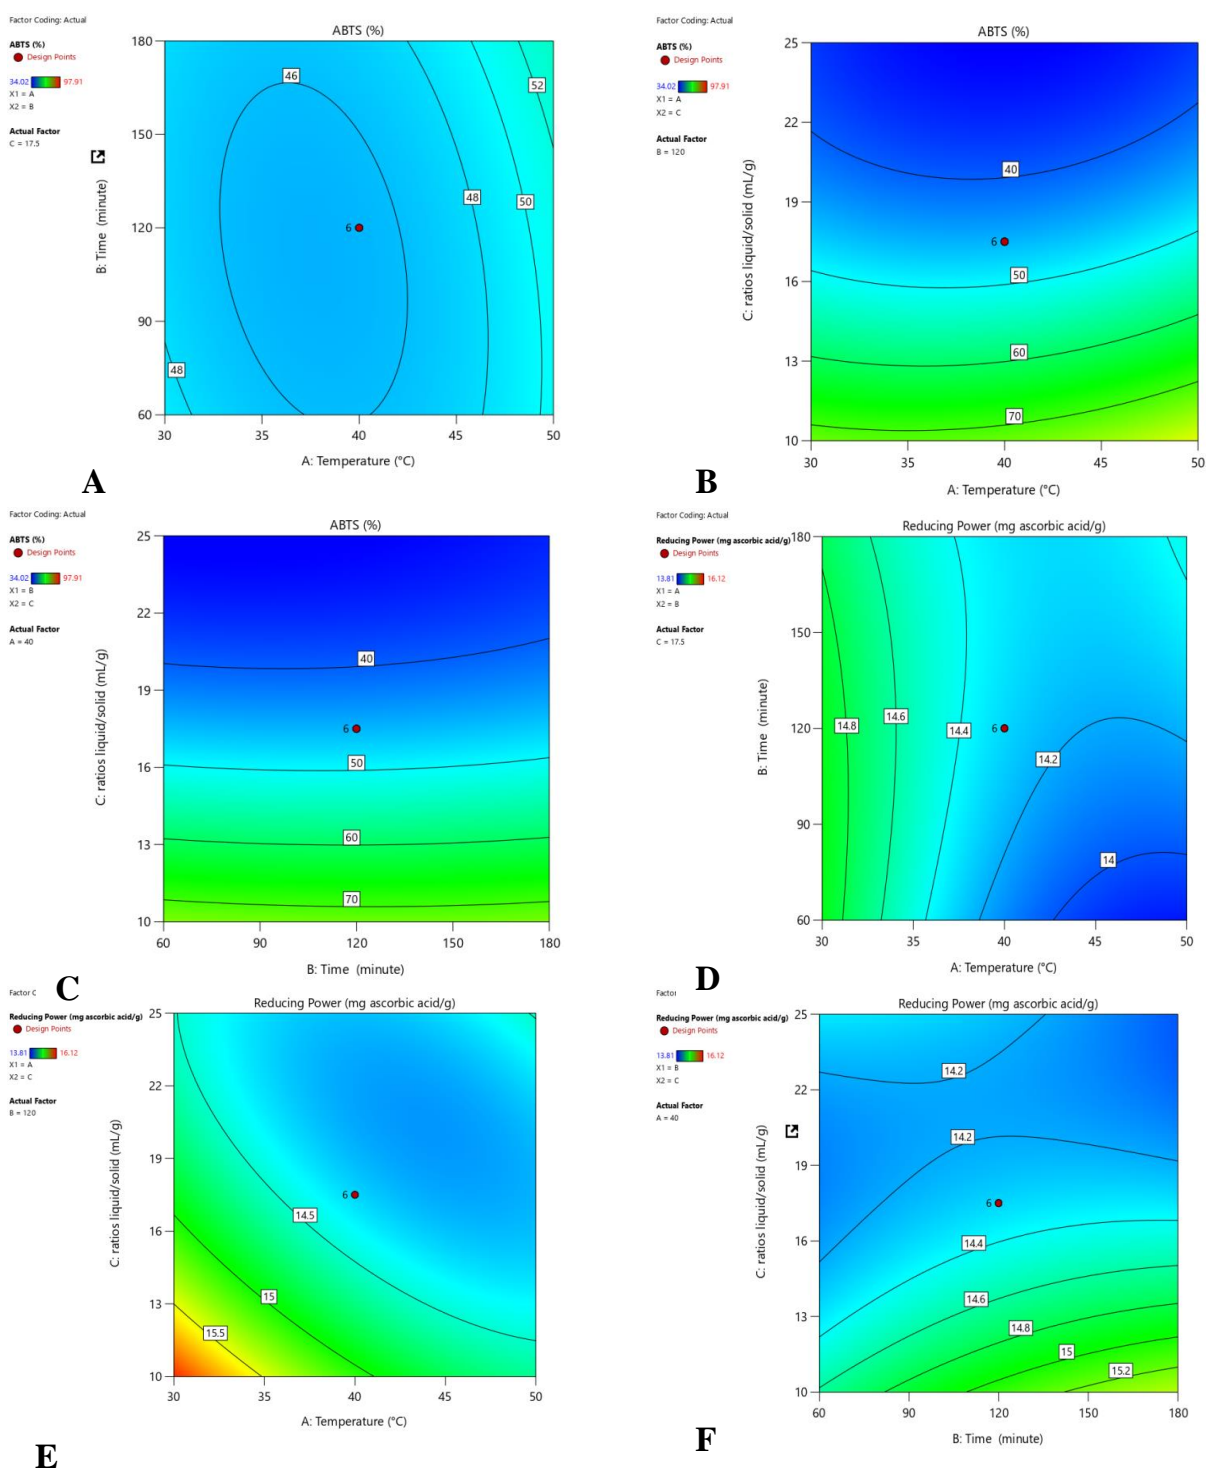 Factor Coding: Actual
ABTS (%)
Design Points
34.02 97.91
X1 = A
X2 = B
Actual Factor
C = 17.5
ABTS (%)
180
150
120
90
60
B: Time (minute)
46
52
48
50
6
48
30 35 40 45 50
A: Temperature (°C)
A
Factor Coding: Actual
ABTS (%)
Design Points
34.02 97.91
X1 = A
X2 = C
Actual Factor
B = 120
ABTS (%)
25
22
19
16
13
10
C: ratios liquid/solid (mL/g)
40
6
50
60
70
30 35 40 45 50
A: Temperature (°C)
B
Factor Coding: Actual
ABTS (%)
Design Points
34.02 97.91
X1 = B
X2 = C
Actual Factor
A = 40
ABTS (%)
25
22
19
16
13
10
C: ratios liquid/solid (mL/g)
40
6
50
60
70
60 90 120 150 180
B: Time (minute)
C
Factor Coding: Actual
Reducing Power (mg ascorbic acid/g)
Design Points
13.81 16.12
X1 = A
X2 = B
Actual Factor
C = 17.5
Reducing Power (mg ascorbic acid/g)
180
150
120
90
60
B: Time (minute)
14.8
14.6
14.4
6
14.2
14
30 35 40 45 50
A: Temperature (°C)
D
Factor C
Reducing Power (mg ascorbic acid/g)
Design Points
13.81 16.12
X1 = A
X2 = C
Actual Factor
B = 120
Reducing Power (mg ascorbic acid/g)
25
22
19
16
13
10
C: ratios liquid/solid (mL/g)
6
14.5
15
15.5
30 35 40 45 50
A: Temperature (°C)
E
Factor
Reducing Power (mg ascorbic acid/g)
Design Points
13.81 16.12
X1 = B
X2 = C
Actual Factor
A = 40
Reducing Power (mg ascorbic acid/g)
25
22
19
16
13
10
C: ratios liquid/solid (mL/g)
14.2
14.2
6
14.4
14.6
14.8
15
15.2
60 90 120 150 180
B: Time (minute)
F